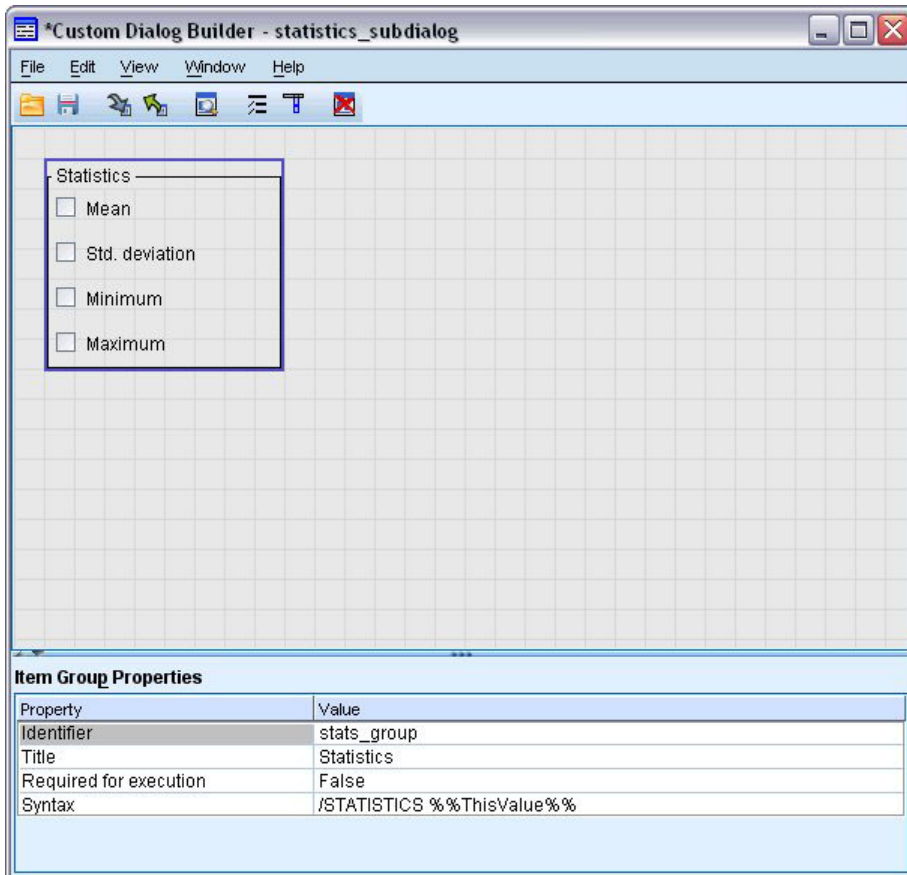 *Custom Dialog Builder - statistics_subdialog
File Edit View Window Help
Statistics
Mean
Std. deviation
Minimum
Maximum
Item Group Properties
Property Value
Identifier stats_group
Title Statistics
Required for execution False
Syntax /STATISTICS %%ThisValue%%